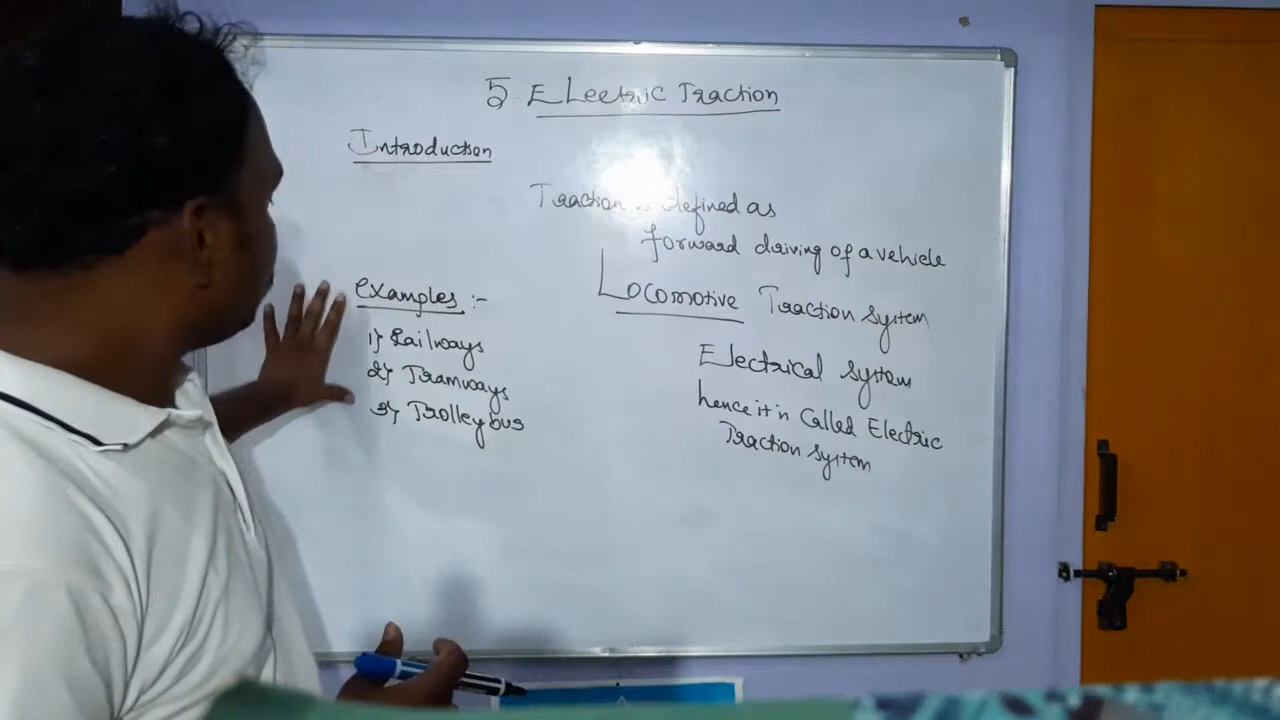 5. Electric Traction
Introduction
Traction is defined as
forward driving of a vehicle
Locomotive Traction system
Electrical system
hence it is Called Electric
Traction system
Examples :-
1) Railways
2) Tramways
3) Trolley bus